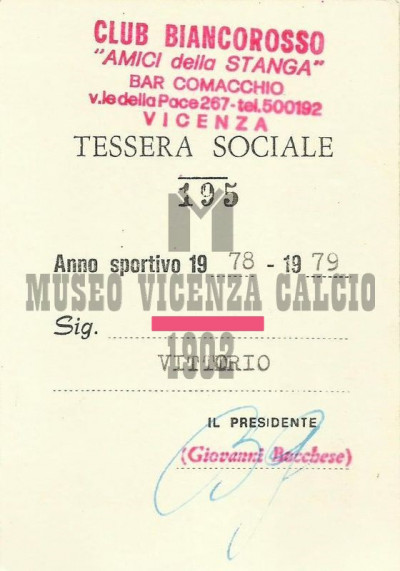 CLUB BIANCOROSSO
"AMICI della STANGA"
BAR COMACCHIO
v.le della Pace 267-tel.500192
VICENZA
TESSERA SOCIALE
195
Anno sportivo 19 78 - 19 79
MUSEO VICENZA CALCIO
1902
Sig.
VITTORIO
IL PRESIDENTE
(Giovanni Bacchese)